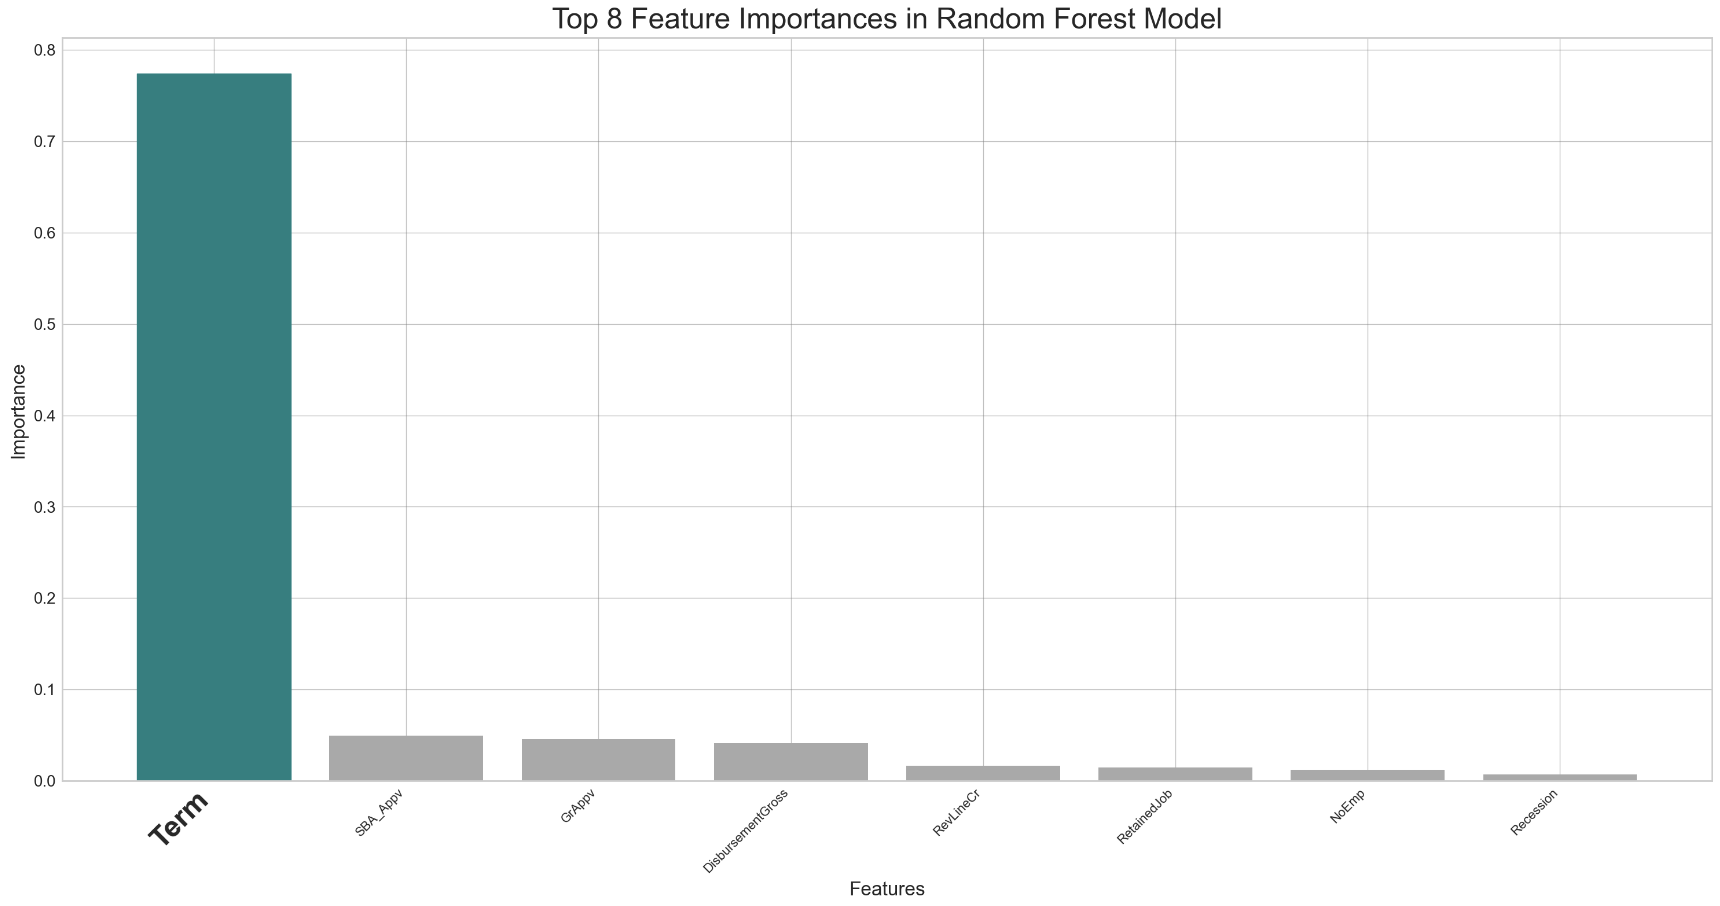 Top 8 Feature Importances in Random Forest Model
0.8
0.7
0.6
0.5
0.4
0.3
0.2
0.1
0.0
Importance
Term
SBA_Appv
GrAppv
DisbursementGross
RevLineCr
RetainedJob
NoEmp
Recession
Features